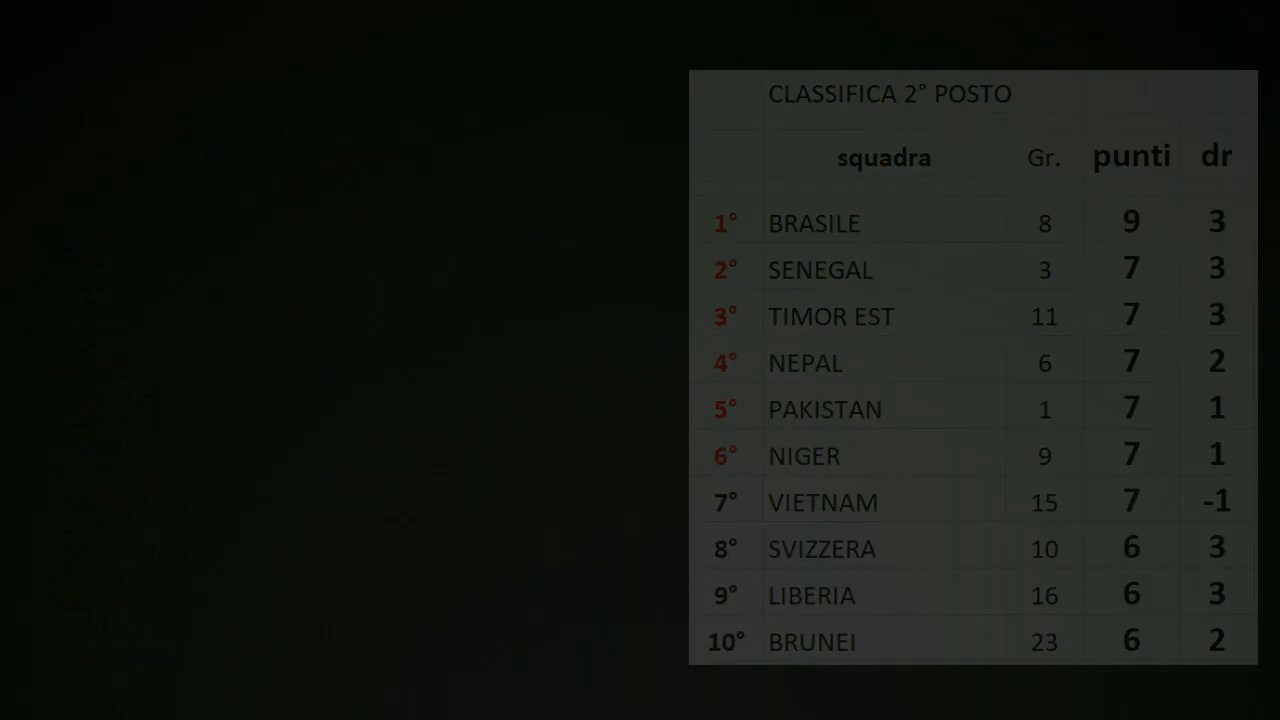 CLASSIFICA 2° POSTO
squadra Gr. punti dr
1° BRASILE 8 9 3
2° SENEGAL 3 7 3
3° TIMOR EST 11 7 3
4° NEPAL 6 7 2
5° PAKISTAN 1 7 1
6° NIGER 9 7 1
7° VIETNAM 15 7 -1
8° SVIZZERA 10 6 3
9° LIBERIA 16 6 3
10° BRUNEI 23 6 2